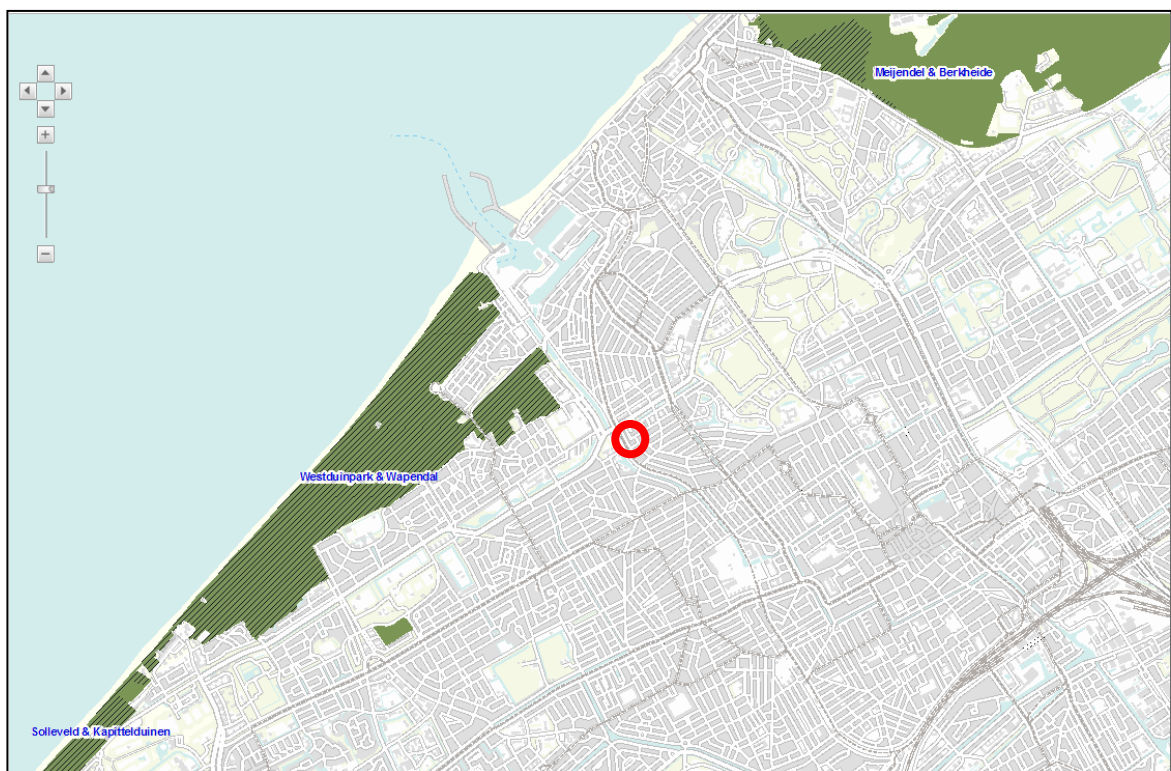 Meijendel & Berkheide
Westduinpark & Wapendal
Solleveld & Kapittelduinen